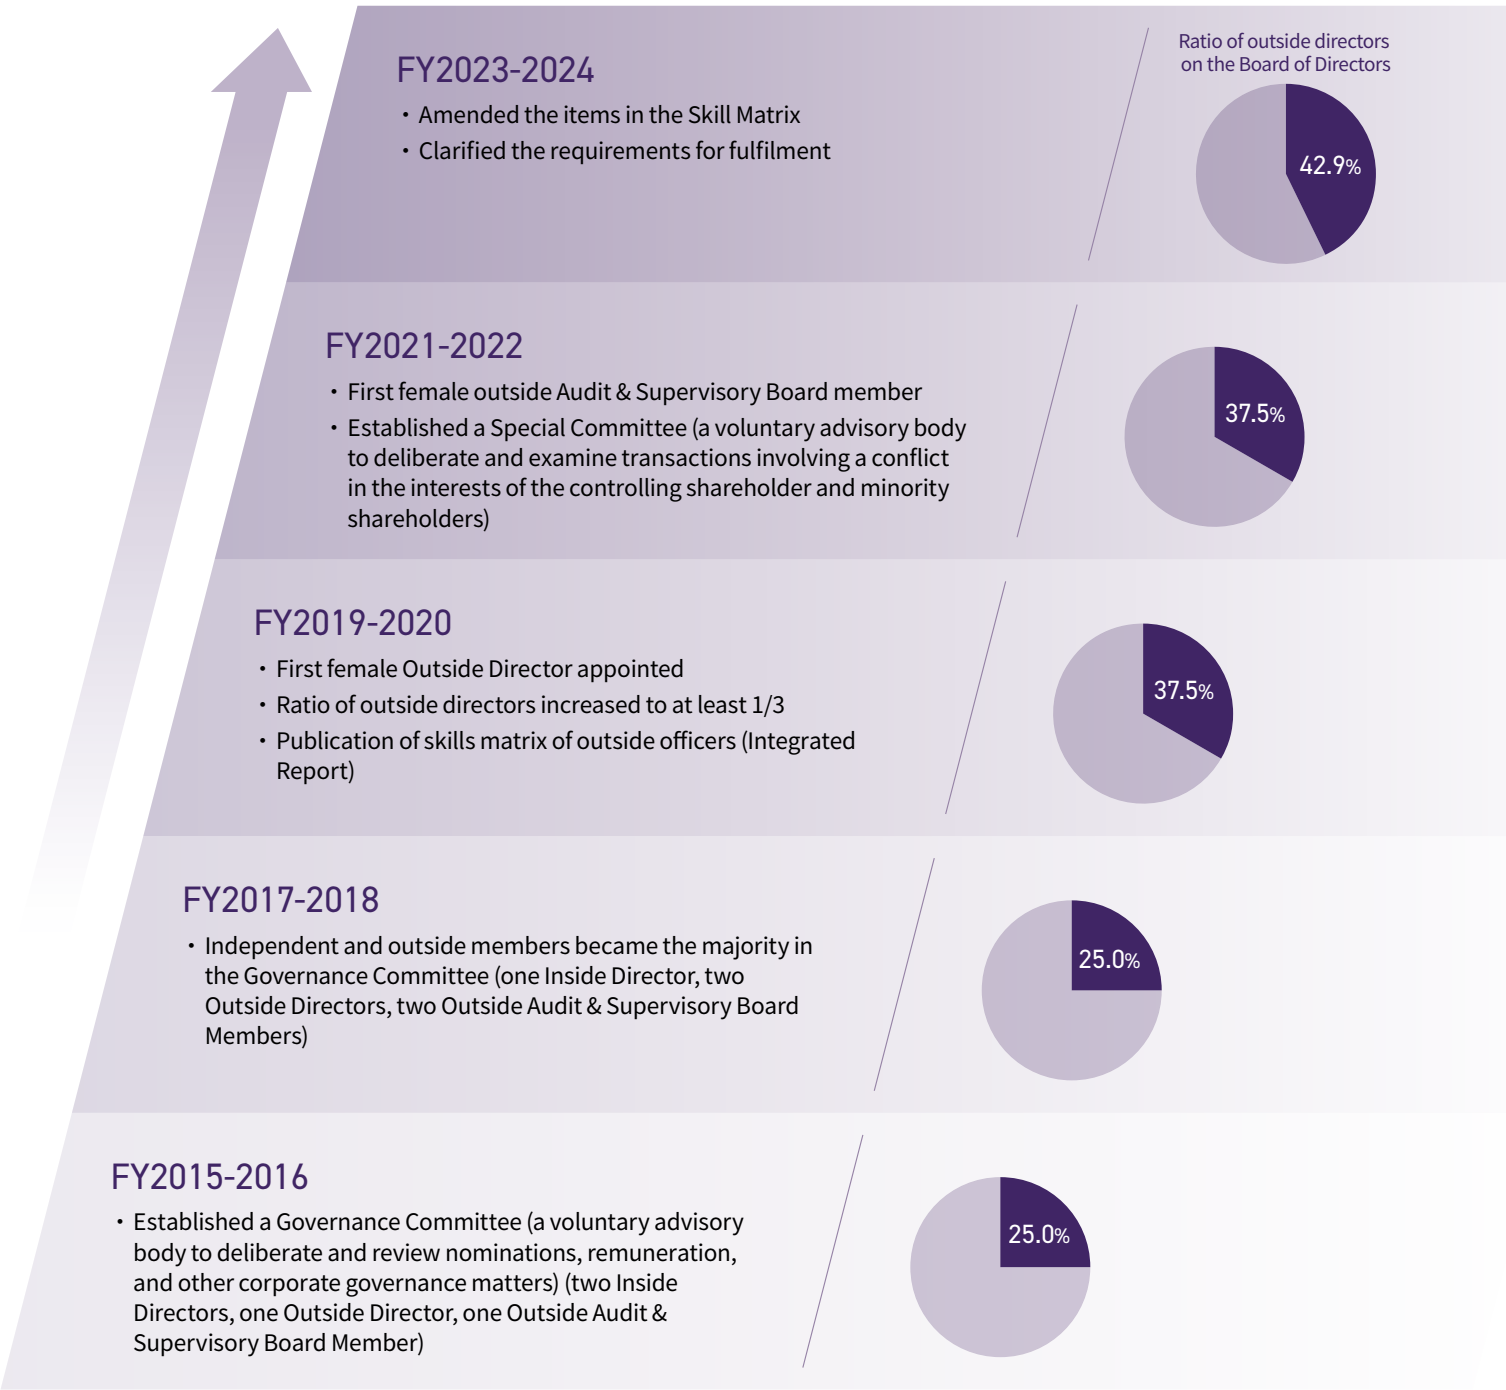 FY2023-2024
・ Amended the items in the Skill Matrix
・ Clarified the requirements for fulfilment
Ratio of outside directors
on the Board of Directors
42.9%
FY2021-2022
・ First female outside Audit & Supervisory Board member
・ Established a Special Committee (a voluntary advisory body
to deliberate and examine transactions involving a conflict
in the interests of the controlling shareholder and minority
shareholders)
37.5%
FY2019-2020
・ First female Outside Director appointed
・ Ratio of outside directors increased to at least 1/3
・ Publication of skills matrix of outside officers (Integrated
Report)
37.5%
FY2017-2018
・ Independent and outside members became the majority in
the Governance Committee (one Inside Director, two
Outside Directors, two Outside Audit & Supervisory Board
Members)
25.0%
FY2015-2016
・ Established a Governance Committee (a voluntary advisory
body to deliberate and review nominations, remuneration,
and other corporate governance matters) (two Inside
Directors, one Outside Director, one Outside Audit &
Supervisory Board Member)
25.0%